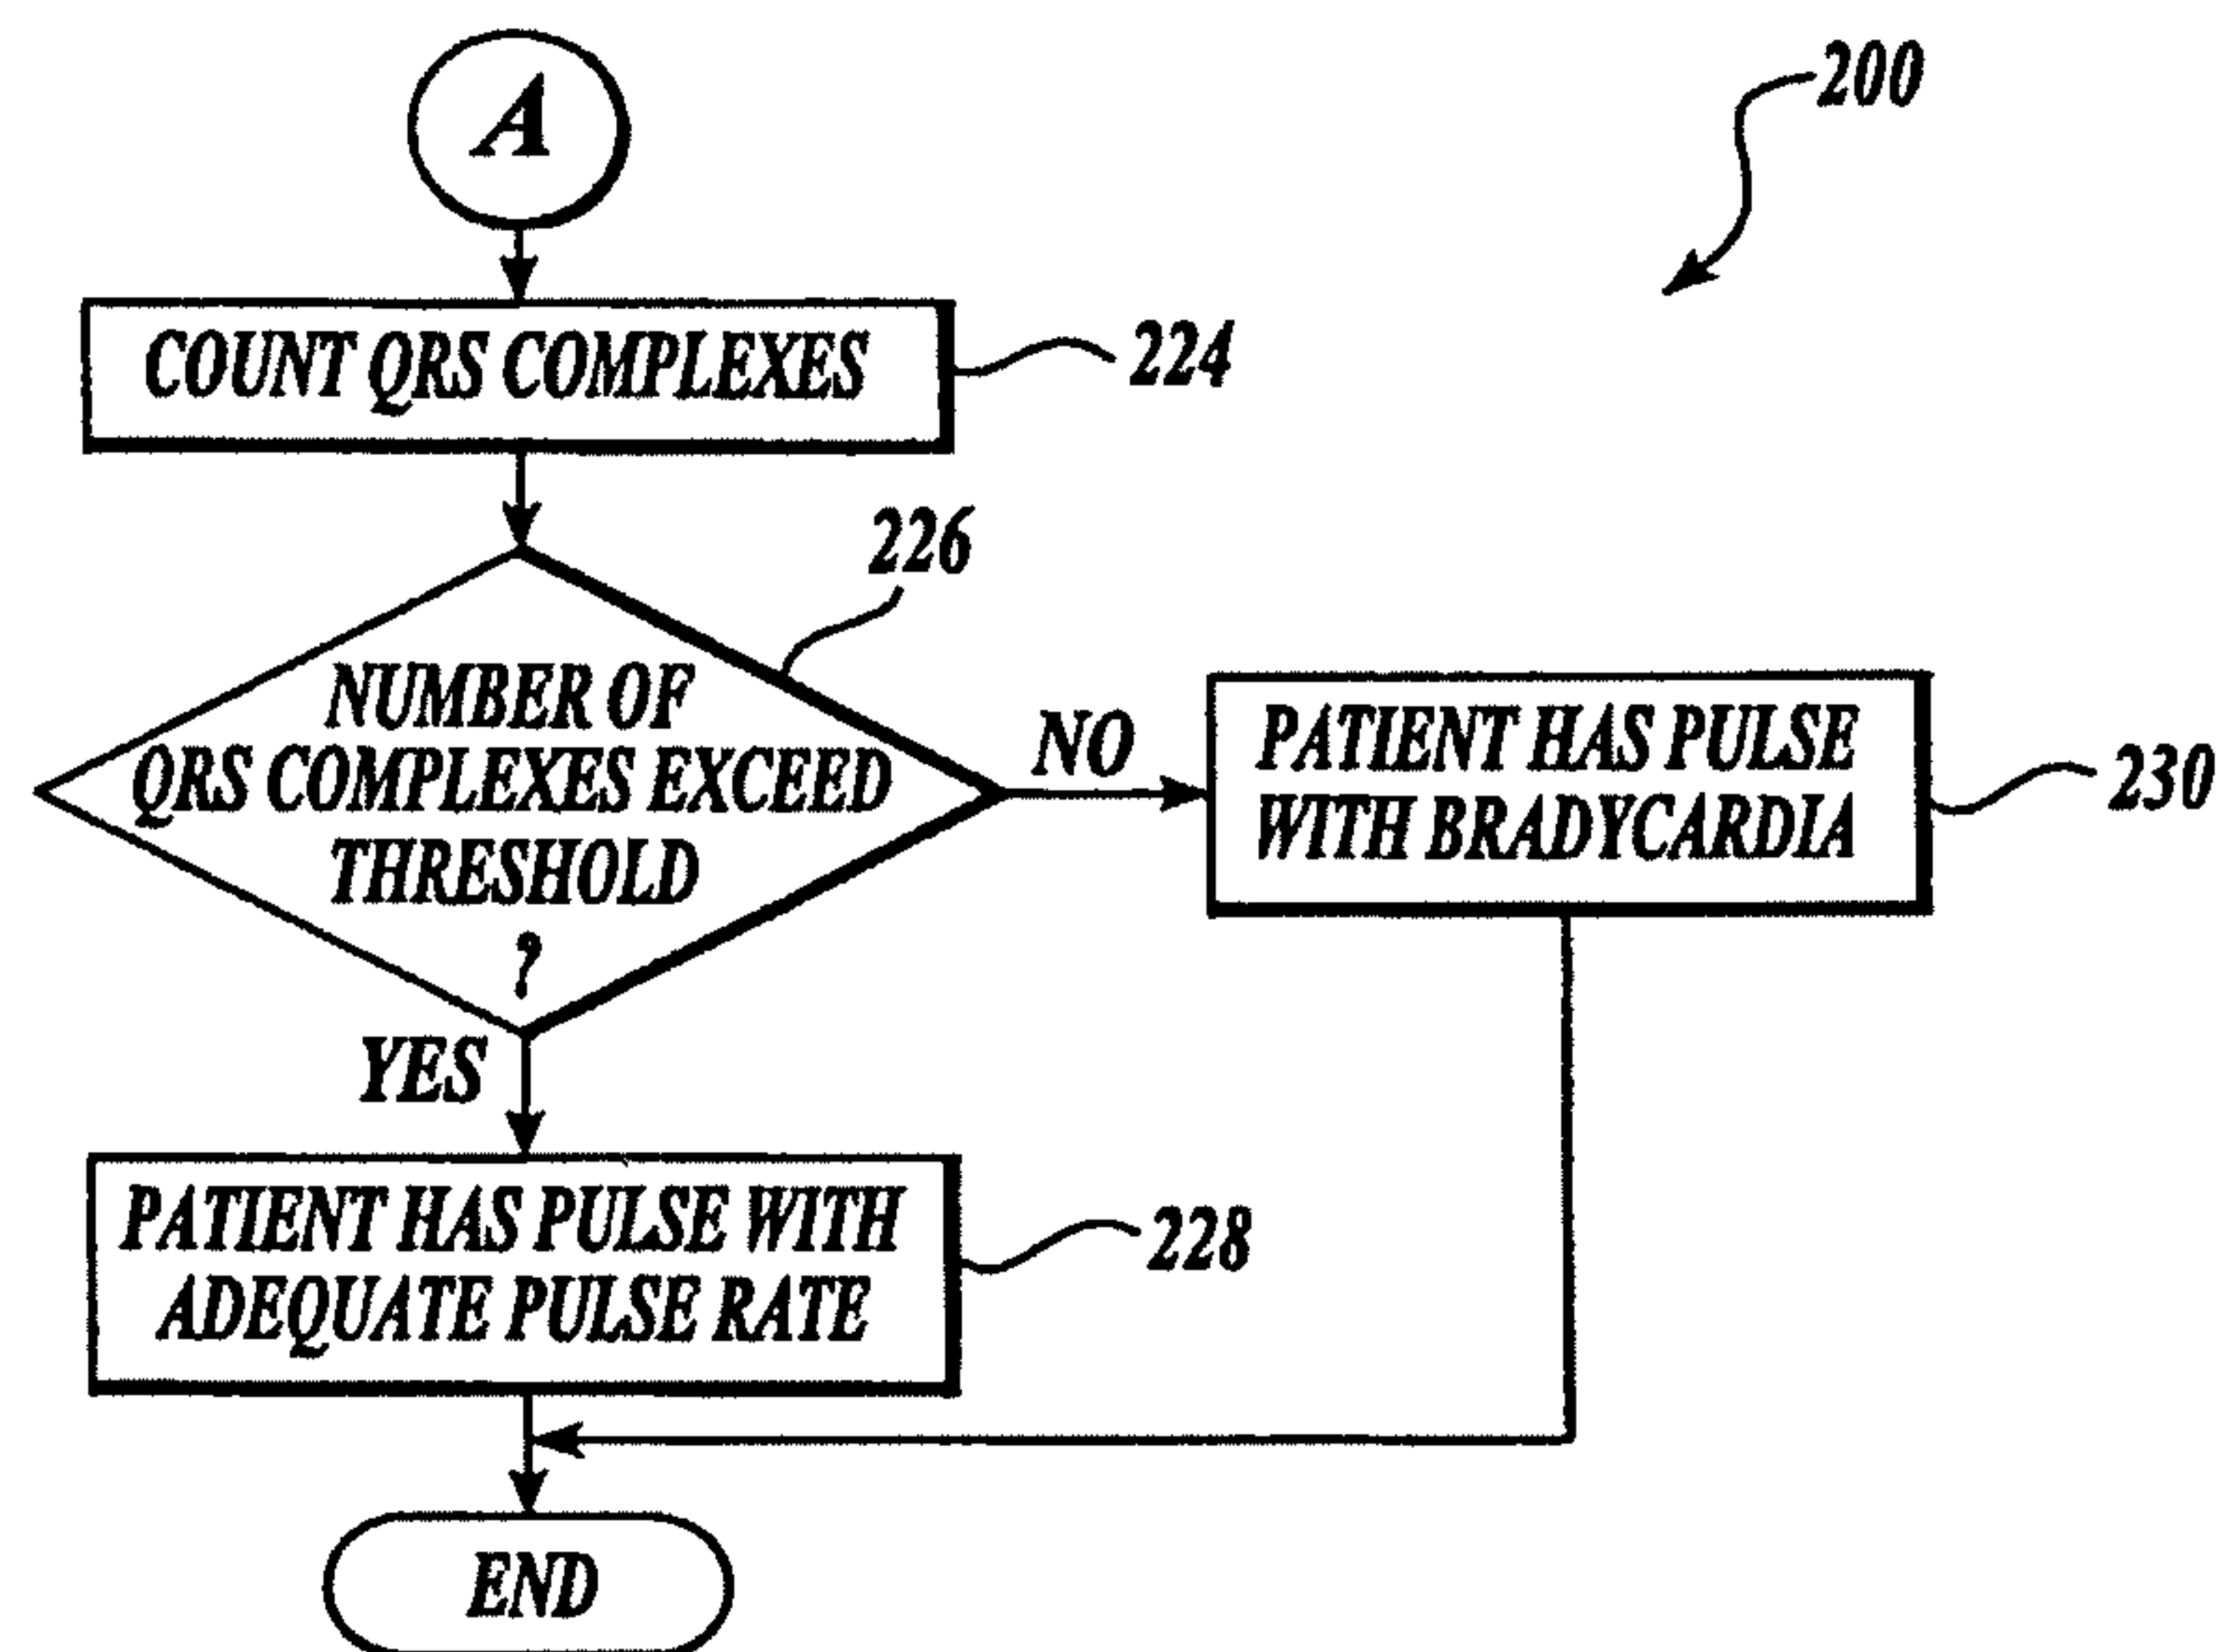 A
200
COUNT QRS COMPLEXES
224
226
NUMBER OF
QRS COMPLEXES EXCEED
THRESHOLD
?
NO
PATIENT HAS PULSE
WITH BRADYCARDIA
230
YES
PATIENT HAS PULSE WITH
ADEQUATE PULSE RATE
228
END